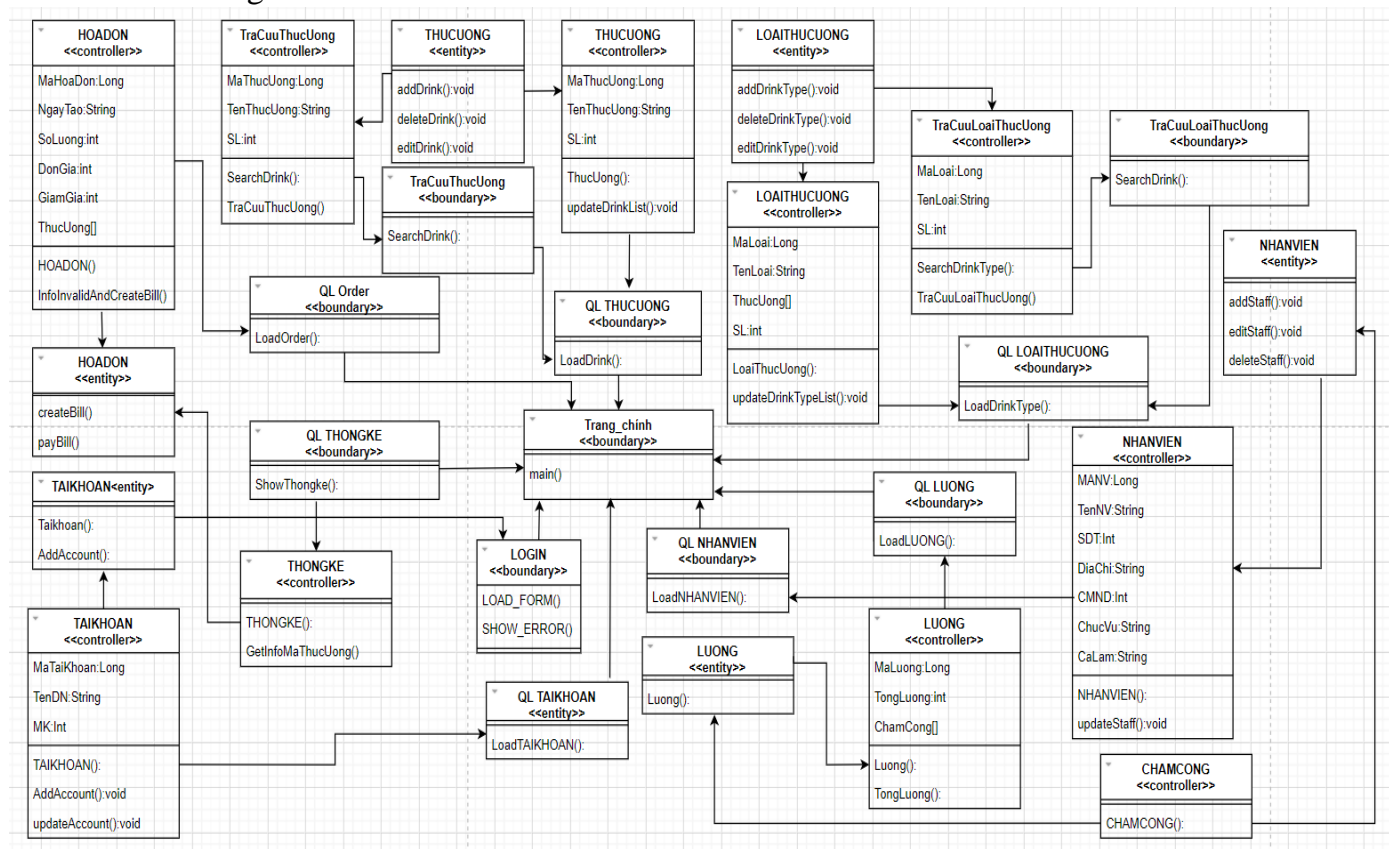 HOADON
<<controller>>
MaHoaDon:Long
NgayTao:String
SoLuong:int
DonGia:int
GiamGia:int
ThucUong[]
HOADON()
InfoInvalidAndCreateBill()
TraCuuThucUong
<<controller>>
MaThucUong:Long
TenThucUong:String
SL:int
SearchDrink():
TraCuuThucUong()
THUCUONG
<<entity>>
addDrink():void
deleteDrink():void
editDrink():void
THUCUONG
<<controller>>
MaThucUong:Long
TenThucUong:String
SL:int
ThucUong():
updateDrinkList():void
LOAITHUCUONG
<<entity>>
addDrinkType():void
deleteDrinkType():void
editDrinkType():void
TraCuuLoaiThucUong
<<controller>>
MaLoai:Long
TenLoai:String
SL:int
SearchDrinkType():
TraCuuLoaiThucUong()
TraCuuLoaiThucUong
<<boundary>>
SearchDrink():
TraCuuThucUong
<<boundary>>
SearchDrink():
LOAITHUCUONG
<<controller>>
MaLoai:Long
TenLoai:String
ThucUong[]
SL:int
LoaiThucUong():
updateDrinkTypeList():void
NHANVIEN
<<entity>>
addStaff():void
editStaff():void
deleteStaff():void
QL Order
<<boundary>>
LoadOrder():
QL THUCUONG
<<boundary>>
LoadDrink():
QL LOAITHUCUONG
<<boundary>>
LoadDrinkType():
HOADON
<<entity>>
createBill()
payBill()
QL THONGKE
<<boundary>>
ShowThongke():
Trang_chính
<<boundary>>
main()
NHANVIEN
<<controller>>
MANV:Long
TenNV:String
SDT:Int
DiaChi:String
CMND:Int
ChucVu:String
CaLam:String
NHANVIEN():
updateStaff():void
TAIKHOAN<entity>
Taikhoan():
AddAccount():
QL LUONG
<<boundary>>
LoadLUONG():
THONGKE
<<controller>>
THONGKE():
GetInfoMaThucUong()
LOGIN
<<boundary>>
LOAD_FORM()
SHOW_ERROR()
QL NHANVIEN
<<boundary>>
LoadNHANVIEN():
TAIKHOAN
<<controller>>
MaTaiKhoan:Long
TenDN:String
MK:Int
TAIKHOAN():
AddAccount():void
updateAccount():void
LUONG
<<entity>>
Luong():
LUONG
<<controller>>
MaLuong:Long
TongLuong:int
ChamCong[]
Luong():
TongLuong():
QL TAIKHOAN
<<entity>>
LoadTAIKHOAN():
CHAMCONG
<<controller>>
CHAMCONG():